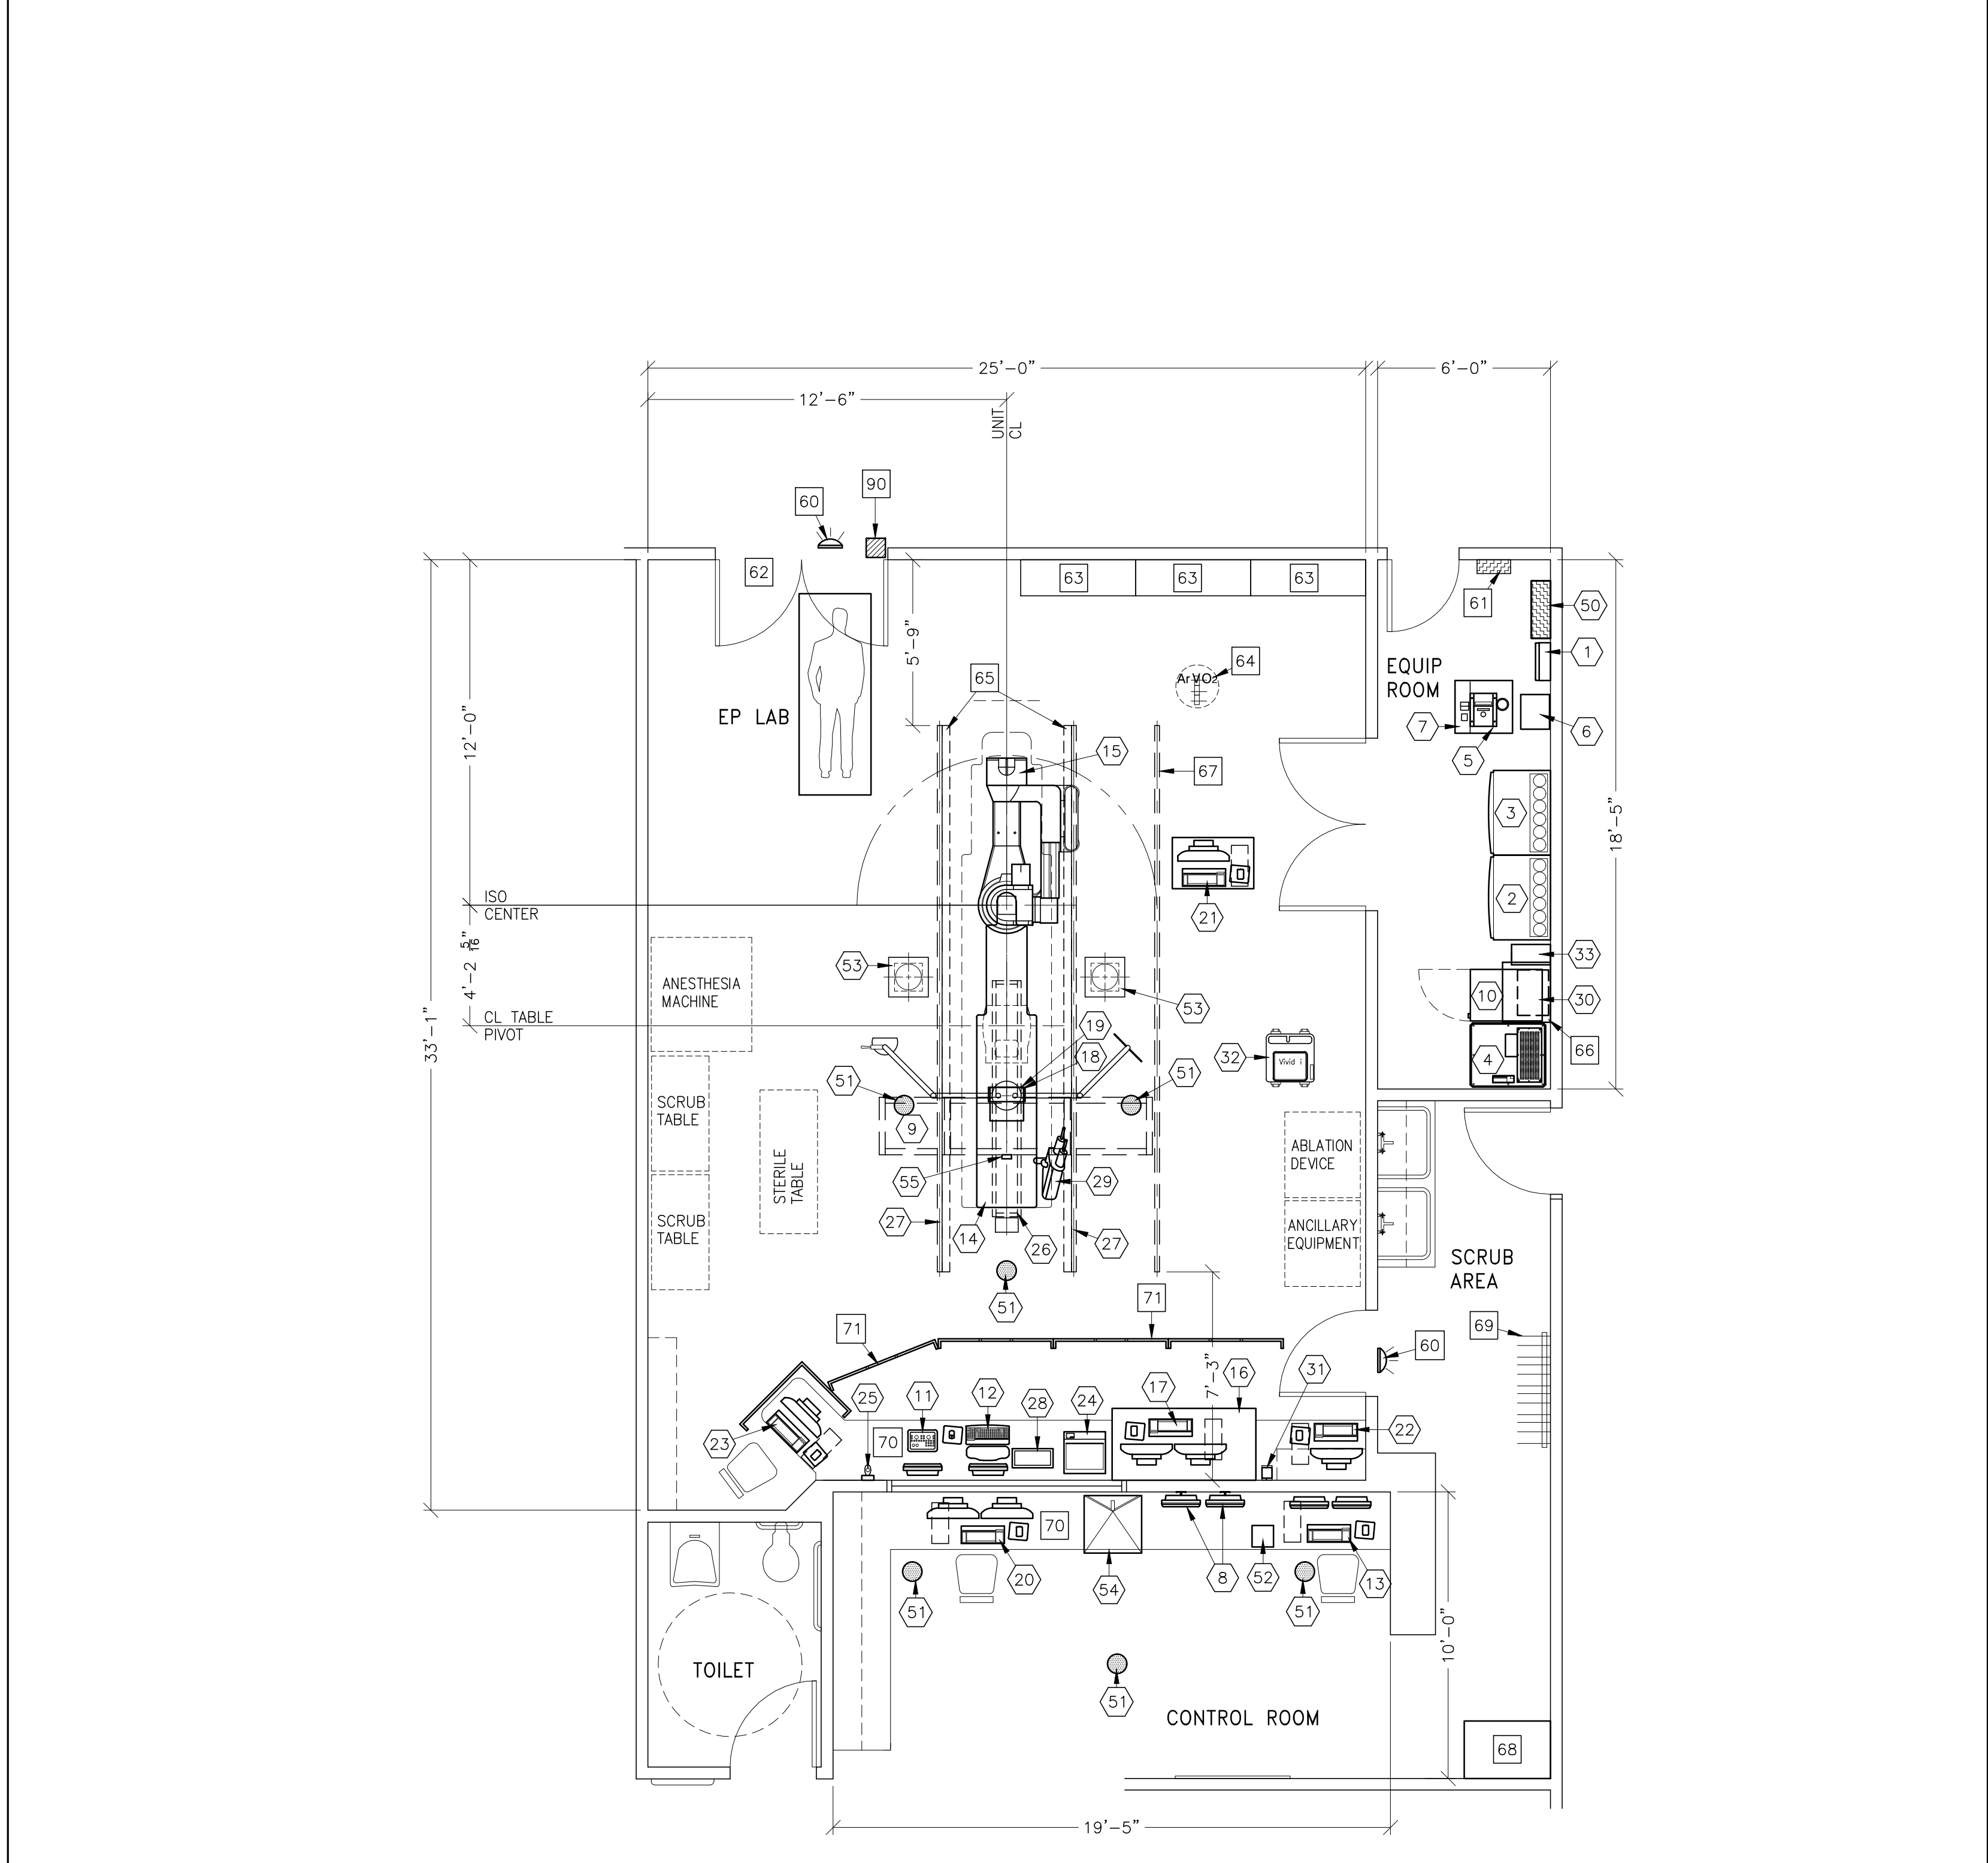 25'-0"
6'-0"
12'-6"
UNIT
CL
90
60
62
63
63
63
61
50
1
5'-9"
64
ArVO2
EQUIP
ROOM
65
EP LAB
7
6
5
12'-0"
15
67
3
18'-5"
21
2
ISO
CENTER
4'-2 5/16"
53
53
33
ANESTHESIA
MACHINE
10
30
CL TABLE
PIVOT
33'-1"
19
18
32
Vivid i
4
66
51
51
9
SCRUB
TABLE
STERILE
TABLE
ABLATION
DEVICE
55
29
SCRUB
TABLE
27
14
26
27
ANCILLARY
EQUIPMENT
SCRUB
AREA
51
71
71
69
60
7'-3"
31
16
17
25
11
12
28
24
22
23
70
70
20
54
8
52
13
51
51
10'-0"
TOILET
51
CONTROL ROOM
68
19'-5"